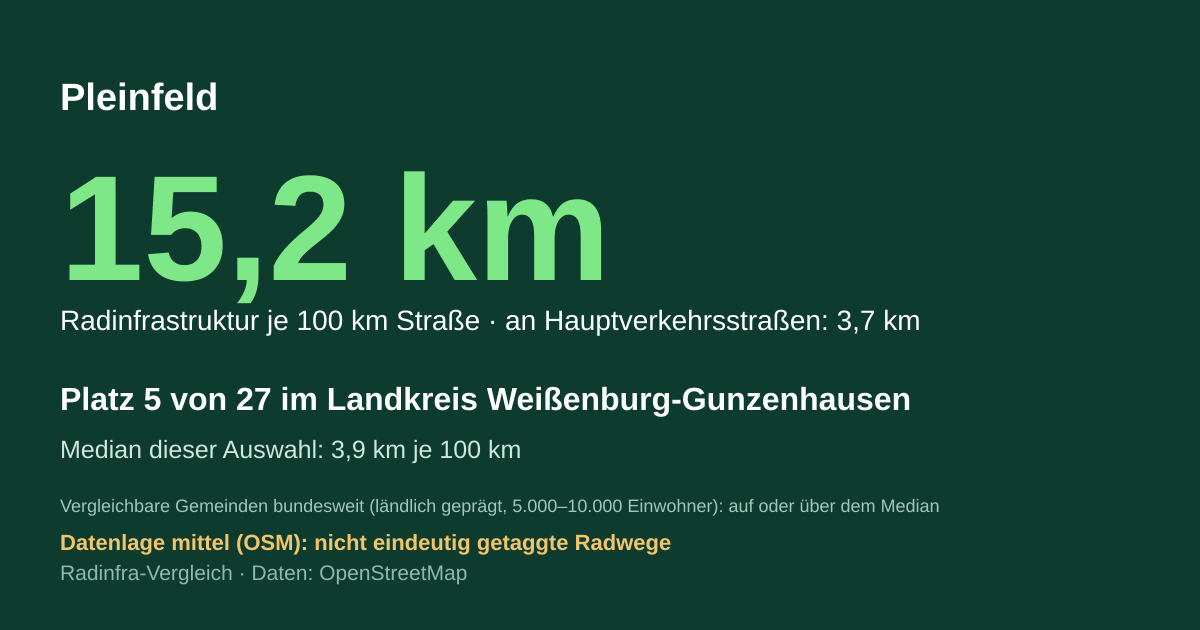 Pleinfeld
15,2 km
Radinfrastruktur je 100 km Straße · an Hauptverkehrsstraßen: 3,7 km
Platz 5 von 27 im Landkreis Weißenburg-Gunzenhausen
Median dieser Auswahl: 3,9 km je 100 km
Vergleichbare Gemeinden bundesweit (ländlich geprägt, 5.000–10.000 Einwohner): auf oder über dem Median
Datenlage mittel (OSM): nicht eindeutig getaggte Radwege
Radinfra-Vergleich · Daten: OpenStreetMap